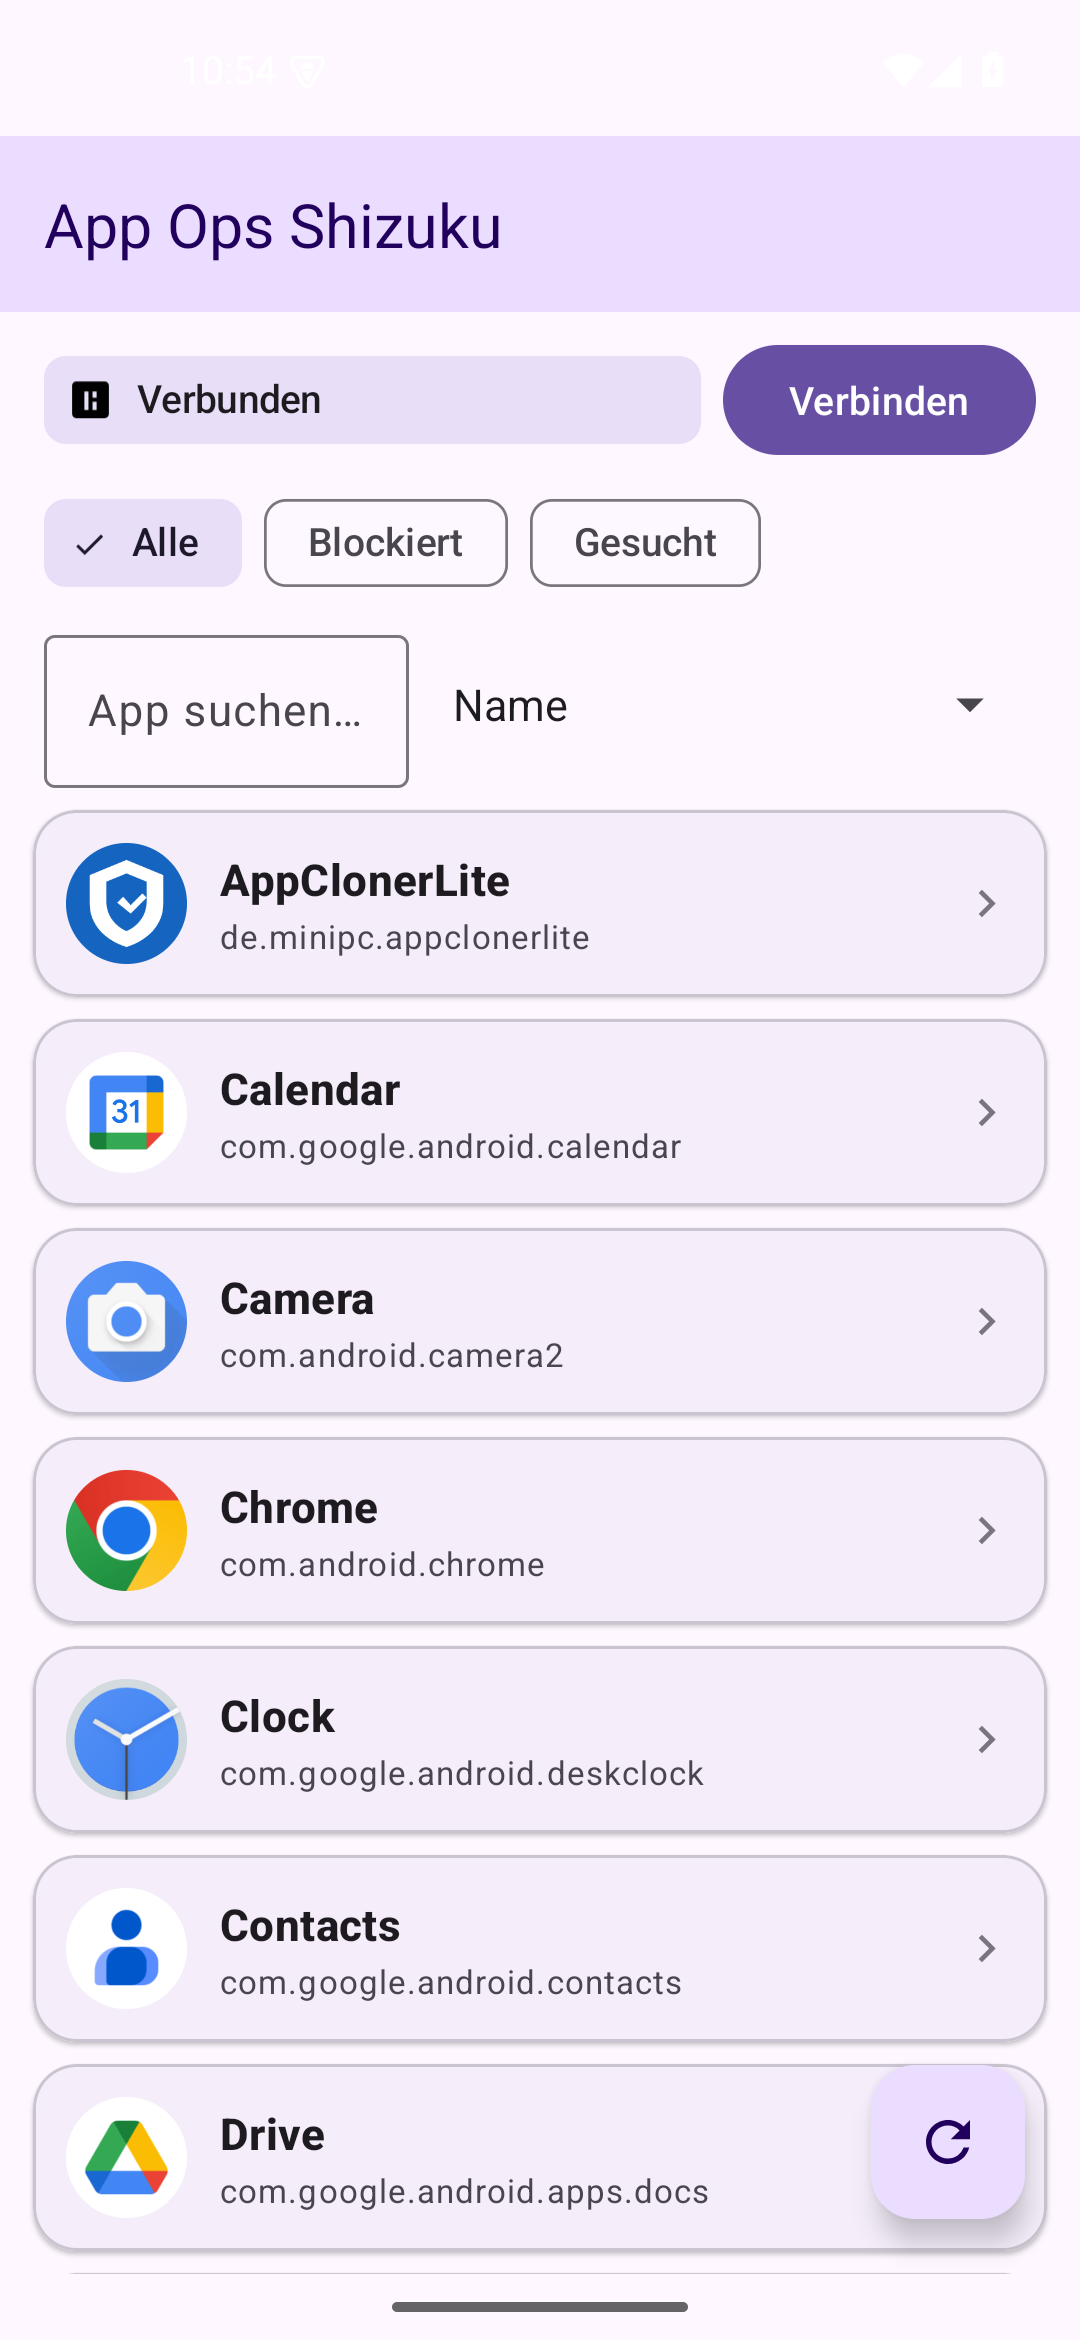 10:54
App Ops Shizuku
Verbunden
Verbinden
Alle
Blockiert
Gesucht
App suchen…
Name
AppClonerLite
de.minipc.appclonerlite
31
Calendar
com.google.android.calendar
Camera
com.android.camera2
Chrome
com.android.chrome
Clock
com.google.android.deskclock
Contacts
com.google.android.contacts
Drive
com.google.android.apps.docs